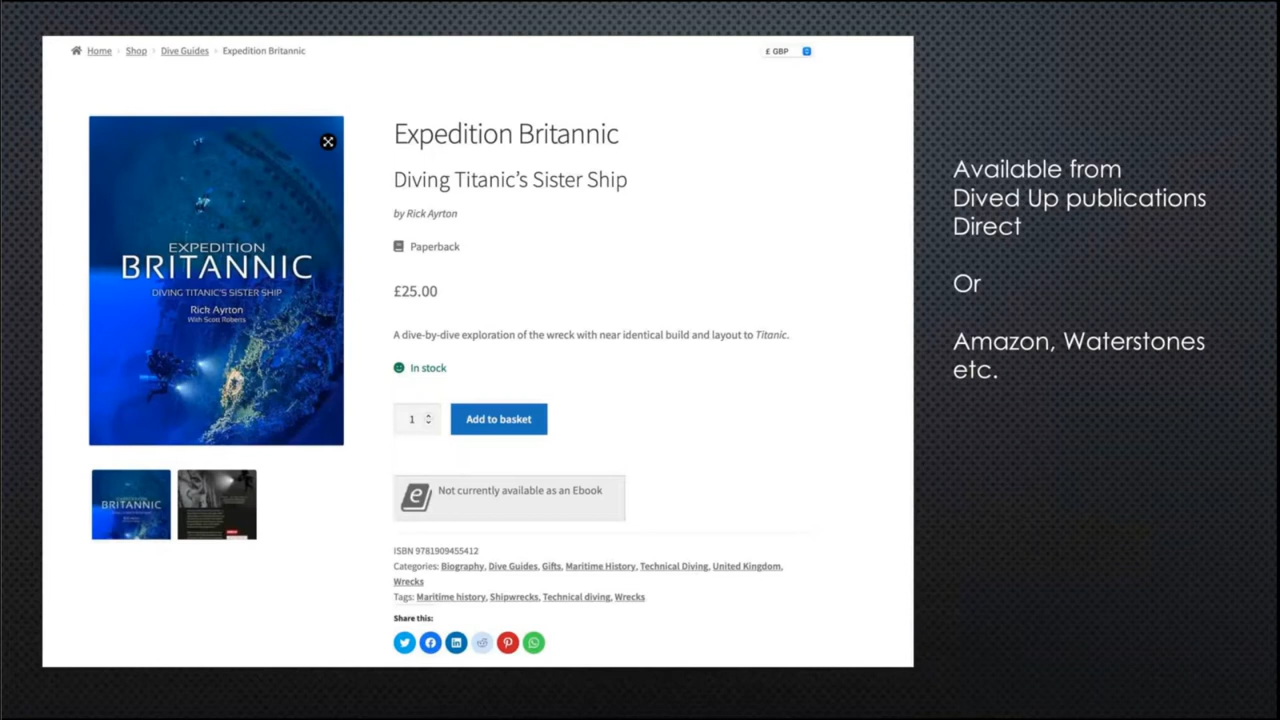 Home > Shop > Dive Guides > Expedition Britannic
£ GBP
EXPEDITION
BRITANNIC
DIVING TITANIC'S SISTER SHIP
Rick Ayrton
With Scott Roberts
BRITANNIC
Expedition Britannic
Diving Titanic's Sister Ship
by Rick Ayrton
Paperback
£25.00
A dive-by-dive exploration of the wreck with near identical build and layout to Titanic.
In stock
1
Add to basket
e
Not currently available as an Ebook
ISBN 9781909455412
Categories: Biography, Dive Guides, Gifts, Maritime History, Technical Diving, United Kingdom,
Wrecks
Tags: Maritime history, Shipwrecks, Technical diving, Wrecks
Share this:
Available from
Dived Up publications
Direct
Or
Amazon, Waterstones
etc.